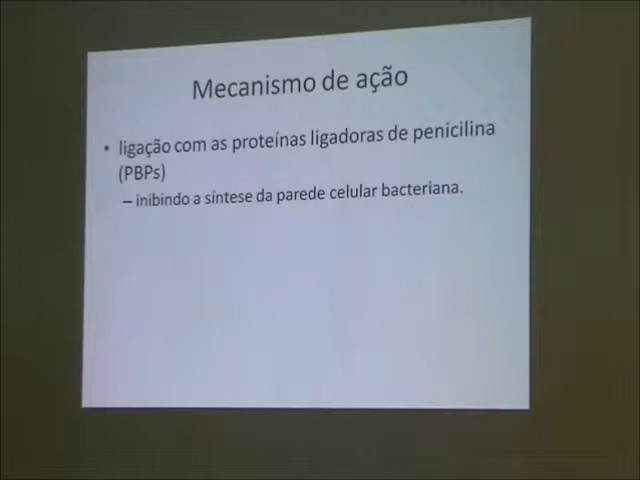 Mecanismo de ação
• ligação com as proteínas ligadoras de penicilina
(PBPs)
– inibindo a síntese da parede celular bacteriana.